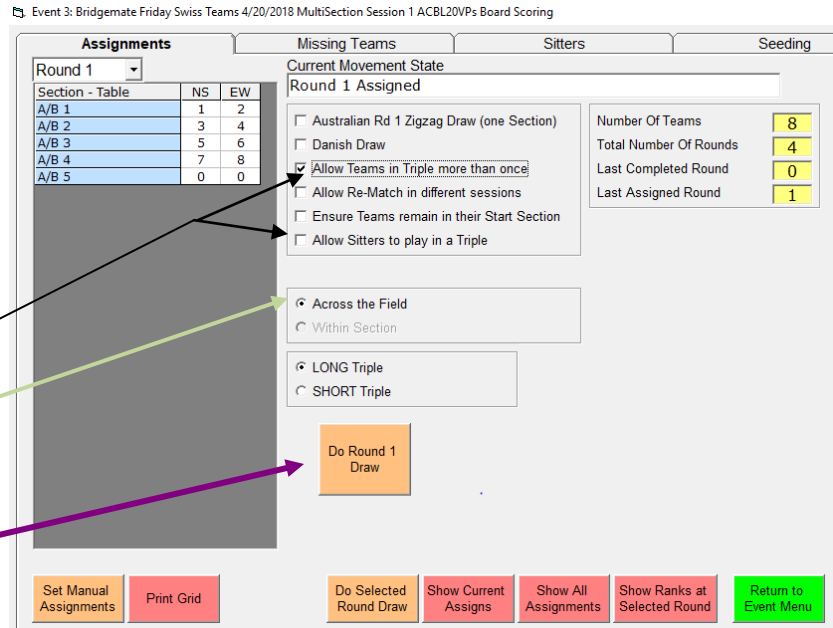 Event 3: Bridgemate Friday Swiss Teams 4/20/2018 MultiSection Session 1 ACBL20VPs Board Scoring
Assignments Missing Teams Sitters Seeding
Round 1
Section - Table NS EW
A/B 1 1 2
A/B 2 3 4
A/B 3 5 6
A/B 4 7 8
A/B 5 0 0
Current Movement State
Round 1 Assigned
Australian Rd 1 Zigzag Draw (one Section)
Danish Draw
Allow Teams in Triple more than once
Allow Re-Match in different sessions
Ensure Teams remain in their Start Section
Allow Sitters to play in a Triple
Number Of Teams 8
Total Number Of Rounds 4
Last Completed Round 0
Last Assigned Round 1
Across the Field
Within Section
LONG Triple
SHORT Triple
Do Round 1
Draw
Set Manual
Assignments
Print Grid
Do Selected
Round Draw
Show Current
Assigns
Show All
Assignments
Show Ranks at
Selected Round
Return to
Event Menu